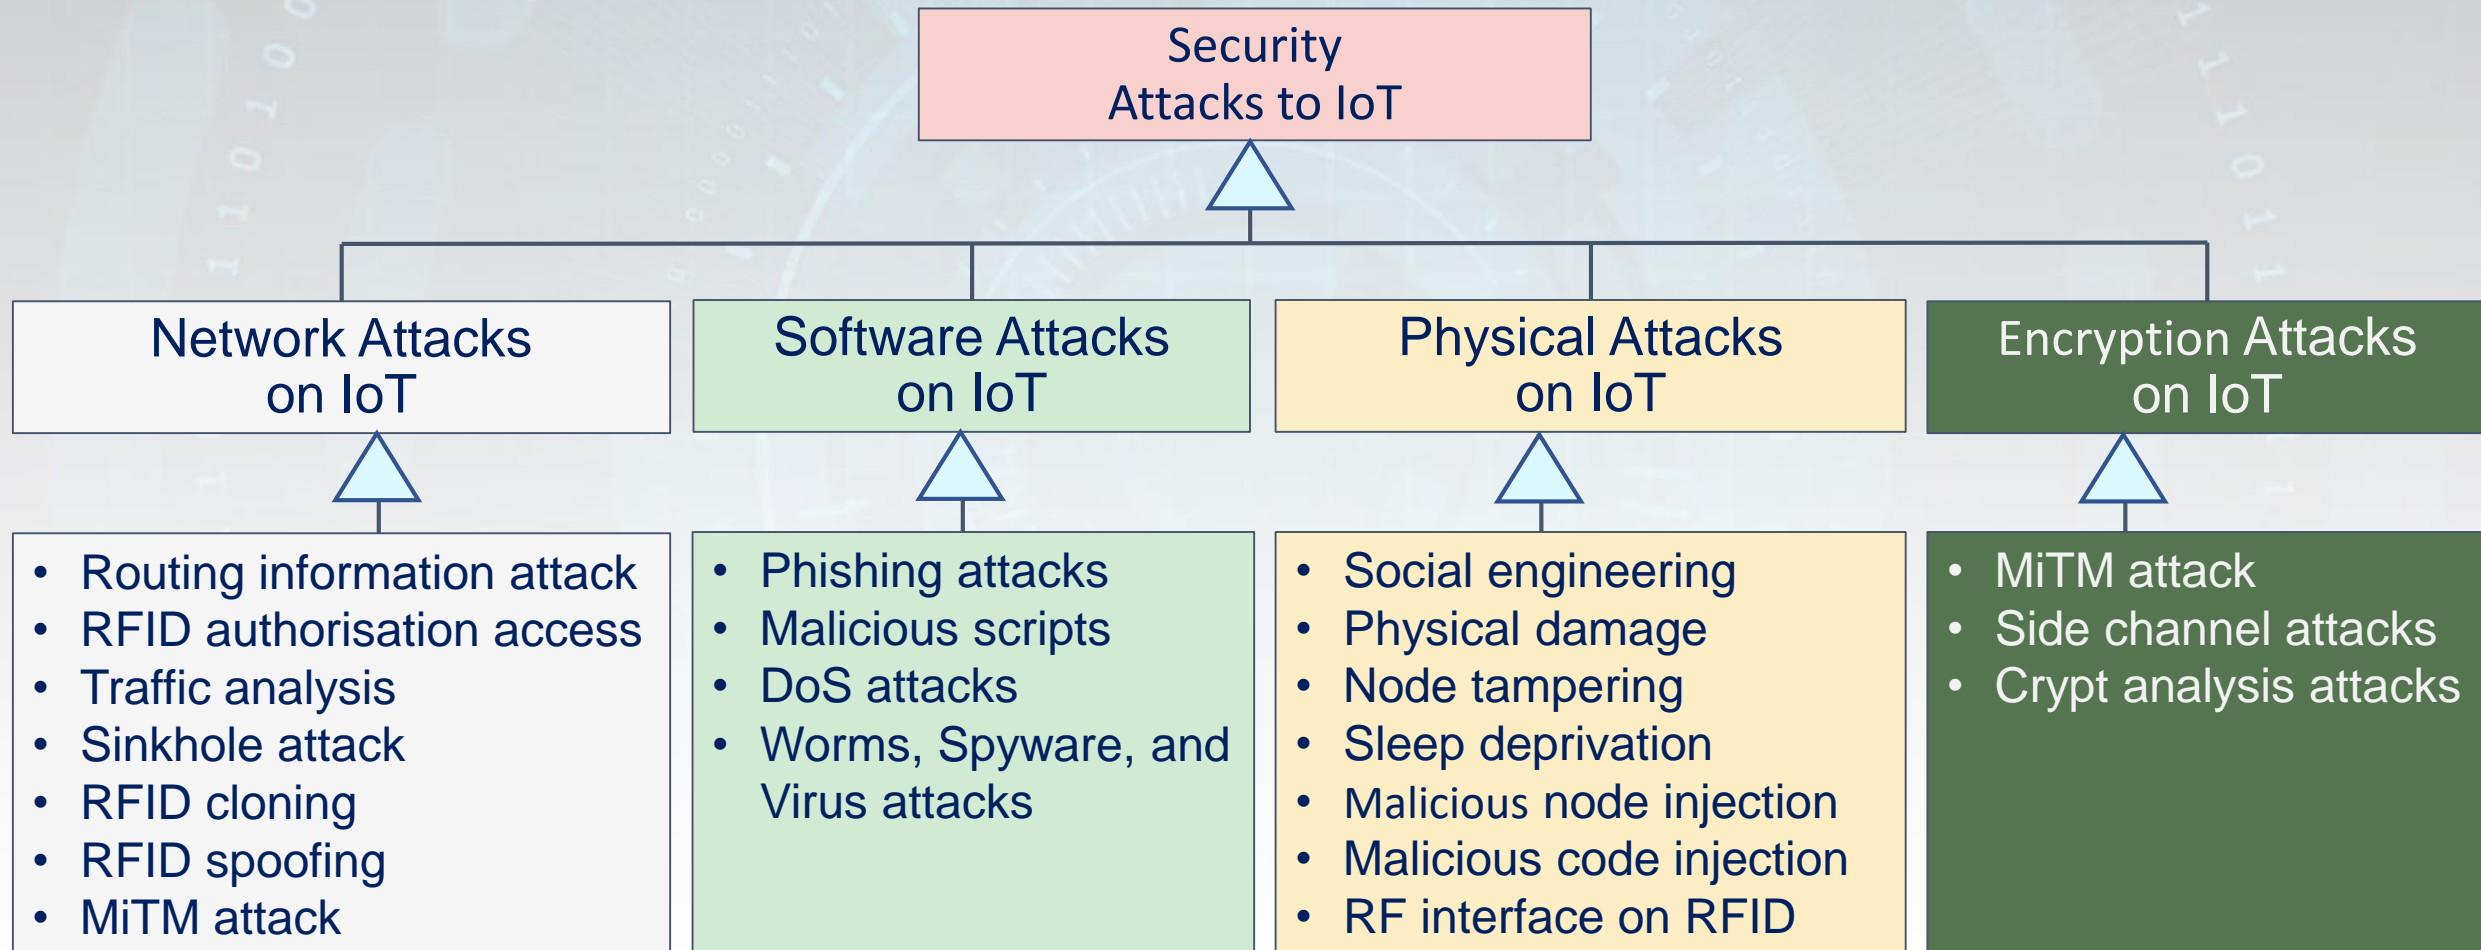 Security
Attacks to IoT
Network Attacks
on IoT
Software Attacks
on IoT
Physical Attacks
on IoT
Encryption Attacks
on IoT
• Routing information attack
• RFID authorisation access
• Traffic analysis
• Sinkhole attack
• RFID cloning
• RFID spoofing
• MiTM attack
• Phishing attacks
• Malicious scripts
• DoS attacks
• Worms, Spyware, and
Virus attacks
• Social engineering
• Physical damage
• Node tampering
• Sleep deprivation
• Malicious node injection
• Malicious code injection
• RF interface on RFID
• MiTM attack
• Side channel attacks
• Crypt analysis attacks